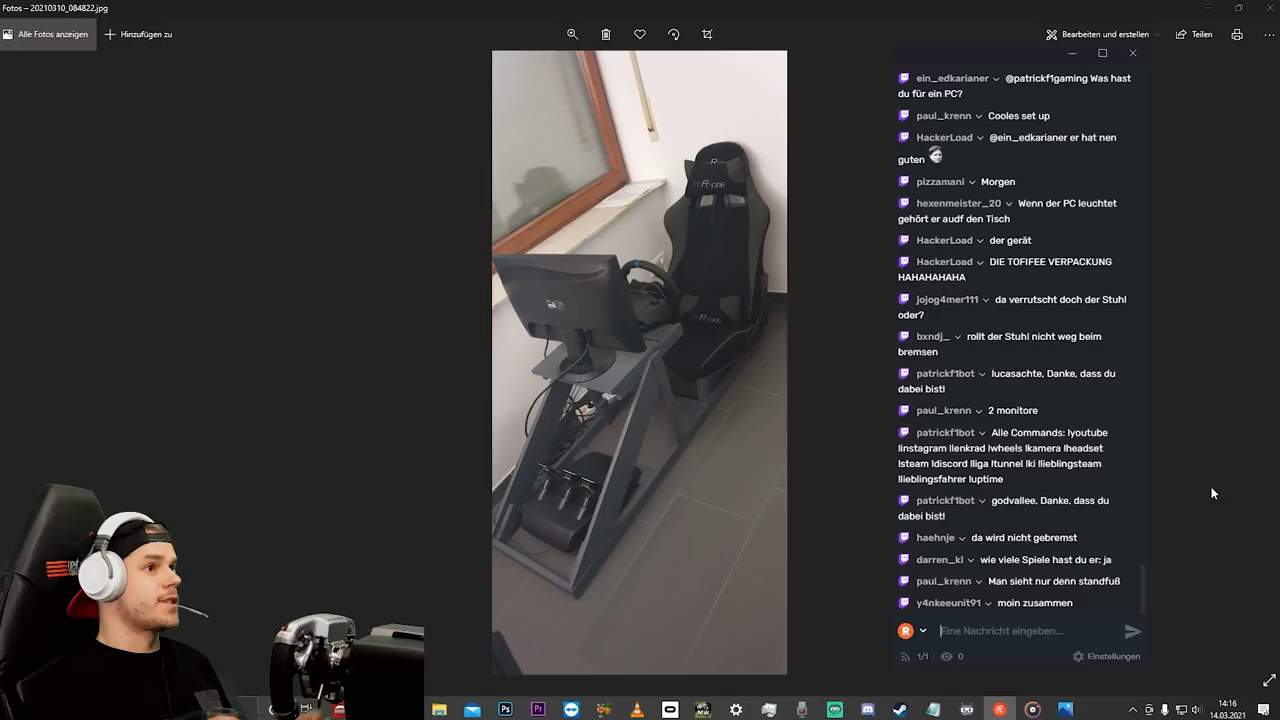 Fotos – 20210310_084822.jpg
Alle Fotos anzeigen
Hinzufügen zu
Bearbeiten und erstellen
Teilen
ein_edkarianer @patrickf1gaming Was hast
du für ein PC?
paul_krenn Cooles set up
HackerLoad @ein_edkarianer er hat nen
guten
pizzamani Morgen
hexenmeister_20 Wenn der PC leuchtet
gehört er audf den Tisch
HackerLoad der gerät
HackerLoad DIE TOFIFEE VERPACKUNG
HAHAHAHAHA
jojog4mer111 da verrutscht doch der Stuhl
oder?
bxndj_ rollt der Stuhl nicht weg beim
bremsen
patrickf1bot lucasachte, Danke, dass du
dabei bist!
paul_krenn 2 monitore
patrickf1bot Alle Commands: !youtube
!instagram !lenkrad !wheels !kamera !headset
!steam !discord !liga !tunnel !ki !lieblingsteam
!lieblingsfahrer !uptime
patrickf1bot godvallee, Danke, dass du
dabei bist!
haehnje da wird nicht gebremst
darren_kl wie viele Spiele hast du er: ja
paul_krenn Man sieht nur denn standfuß
y4nkeeunit91 moin zusammen
R
Eine Nachricht eingeben...
1/1 0 Einstellungen
Ps Pr
14:16
14.03.2021